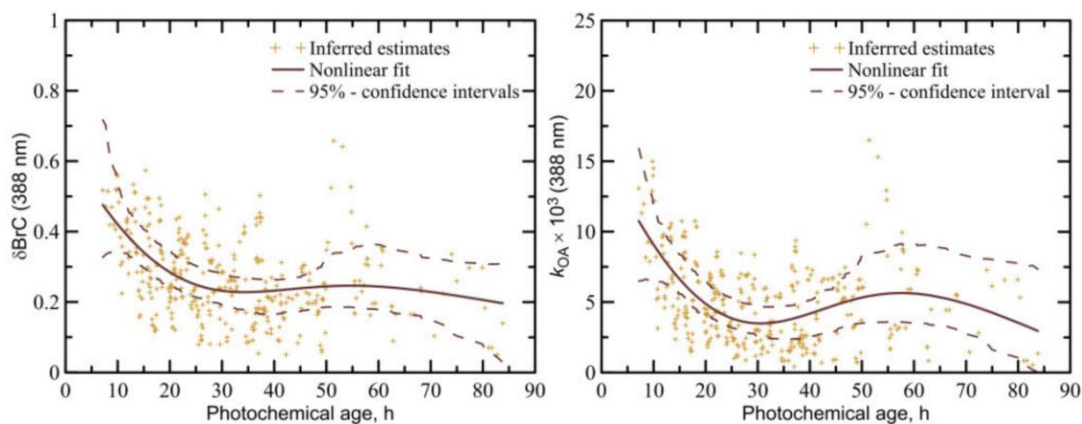 Inferred estimates
Nonlinear fit
95% - confidence intervals
1
0.8
0.6
0.4
0.2
0
δBrC (388 nm)
0 10 20 30 40 50 60 70 80 90
Photochemical age, h
Inferrred estimates
Nonlinear fit
95% - confidence interval
25
20
15
10
5
0
kOA × 10³ (388 nm)
0 10 20 30 40 50 60 70 80 90
Photochemical age, h